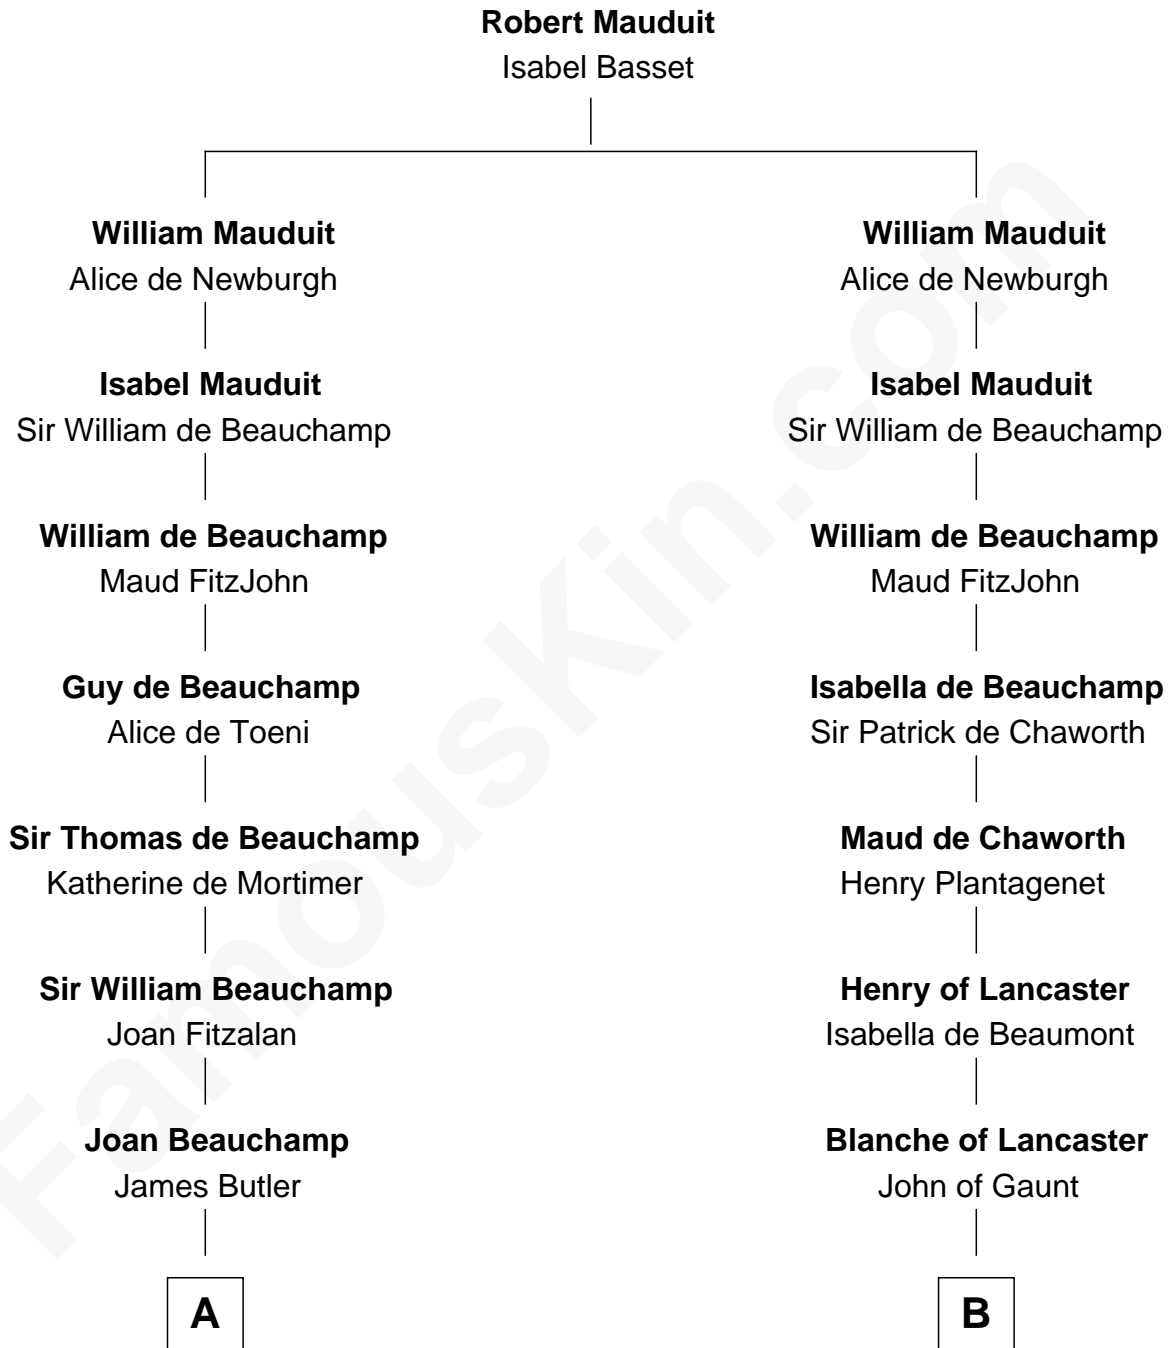 Robert Mauduit
Isabel Basset
William Mauduit
Alice de Newburgh
William Mauduit
Alice de Newburgh
Isabel Mauduit
Sir William de Beauchamp
Isabel Mauduit
Sir William de Beauchamp
William de Beauchamp
Maud FitzJohn
William de Beauchamp
Maud FitzJohn
Guy de Beauchamp
Alice de Toeni
Isabella de Beauchamp
Sir Patrick de Chaworth
Sir Thomas de Beauchamp
Katherine de Mortimer
Maud de Chaworth
Henry Plantagenet
Sir William Beauchamp
Joan Fitzalan
Henry of Lancaster
Isabella de Beaumont
Joan Beauchamp
James Butler
Blanche of Lancaster
John of Gaunt
A
B
FamousKin.com